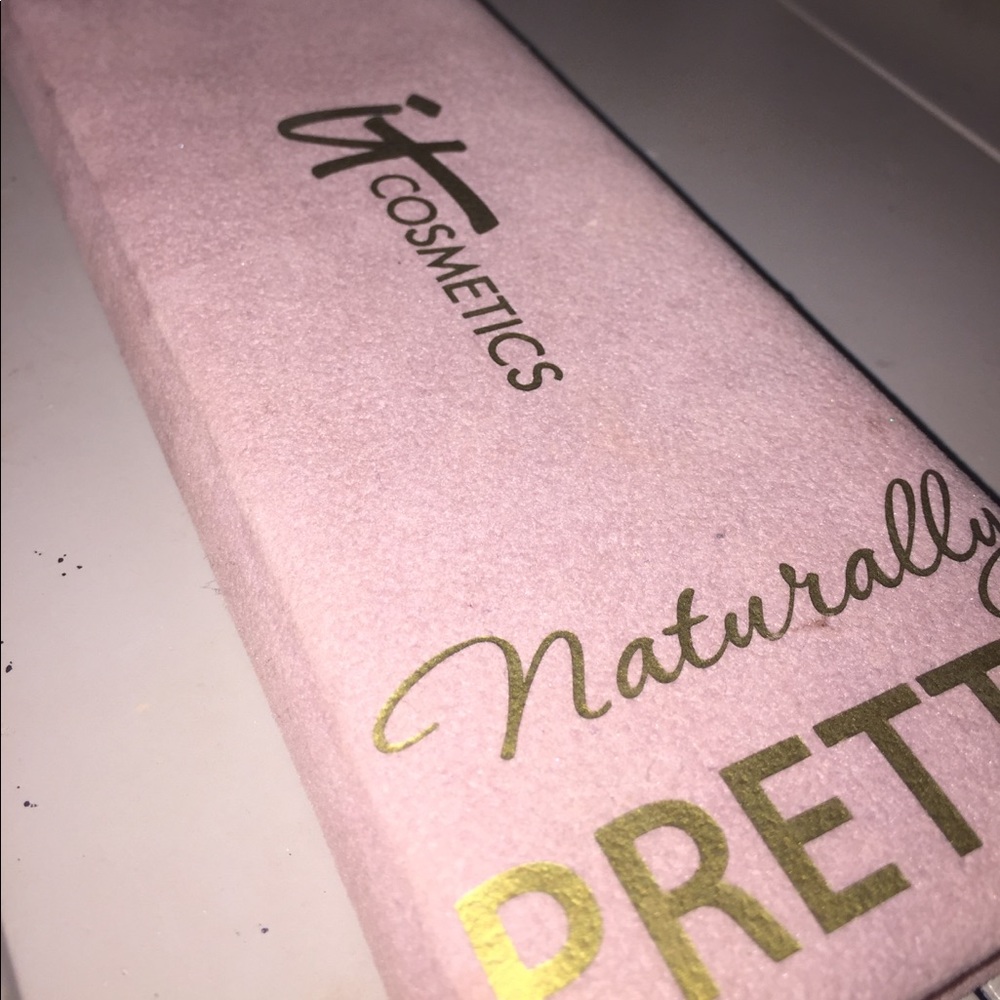 it
COSMETICS
Naturally
PRETT